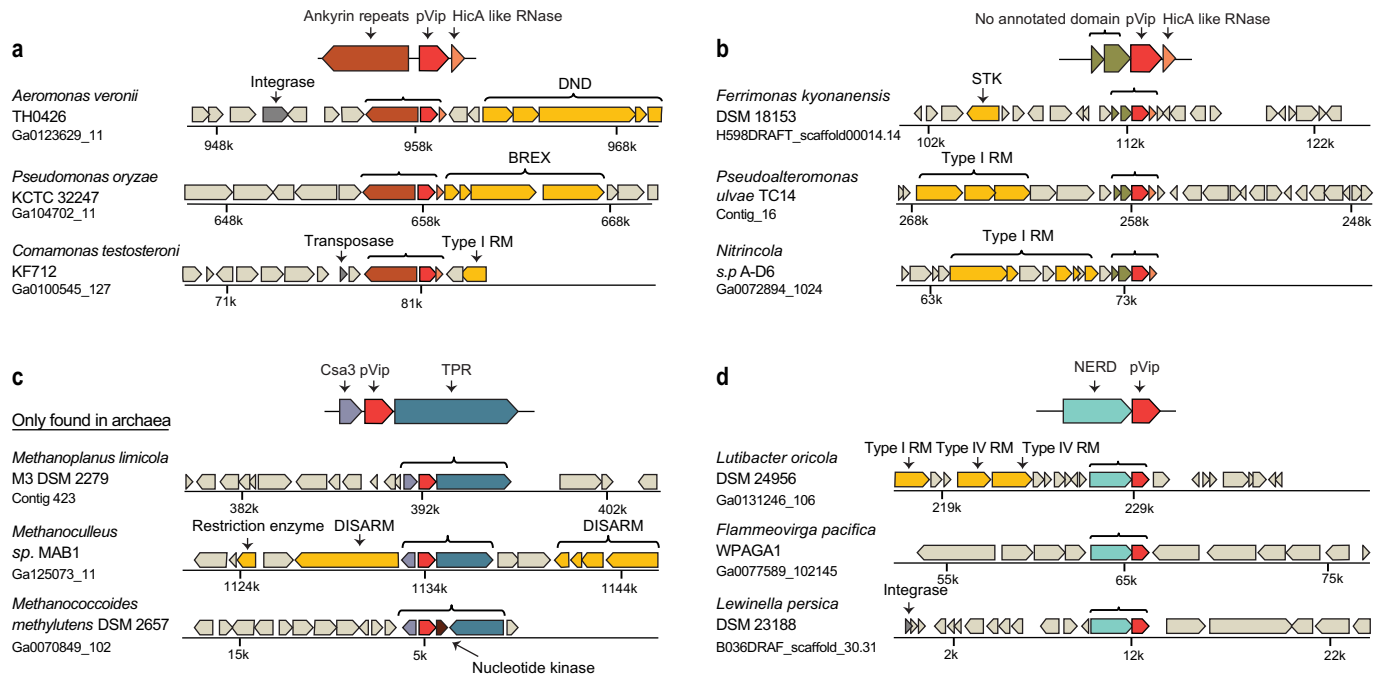 a
Ankyrin repeats pVip HicA like RNase
Integrase
DND
Aeromonas veronii
TH0426
Ga0123629_11
948k 958k 968k
BREX
Pseudomonas oryzae
KCTC 32247
Ga104702_11
648k 658k 668k
Comamonas testosteroni
KF712
Ga0100545_127
Transposase Type I RM
71k 81k
b
No annotated domain pVip HicA like RNase
STK
Ferrimonas kyonanensis
DSM 18153
H598DRAFT_scaffold00014.14
102k 112k 122k
Type I RM
Pseudoalteromonas
ulvae TC14
Contig_16
268k 258k 248k
Type I RM
Nitrincola
s.p A-D6
Ga0072894_1024
63k 73k
c
Csa3 pVip TPR
Only found in archaea
Methanoplanus limicola
M3 DSM 2279
Contig 423
382k 392k 402k
Restriction enzyme DISARM DISARM
Methanoculleus
sp. MAB1
Ga125073_11
1124k 1134k 1144k
Methanococcoides
methylutens DSM 2657
Ga0070849_102
15k 5k
Nucleotide kinase
d
NERD pVip
Type I RM Type IV RM Type IV RM
Lutibacter oricola
DSM 24956
Ga0131246_106
219k 229k
Flammeovirga pacifica
WPAGA1
Ga0077589_102145
55k 65k 75k
Integrase
Lewinella persica
DSM 23188
B036DRAF_scaffold_30.31
2k 12k 22k